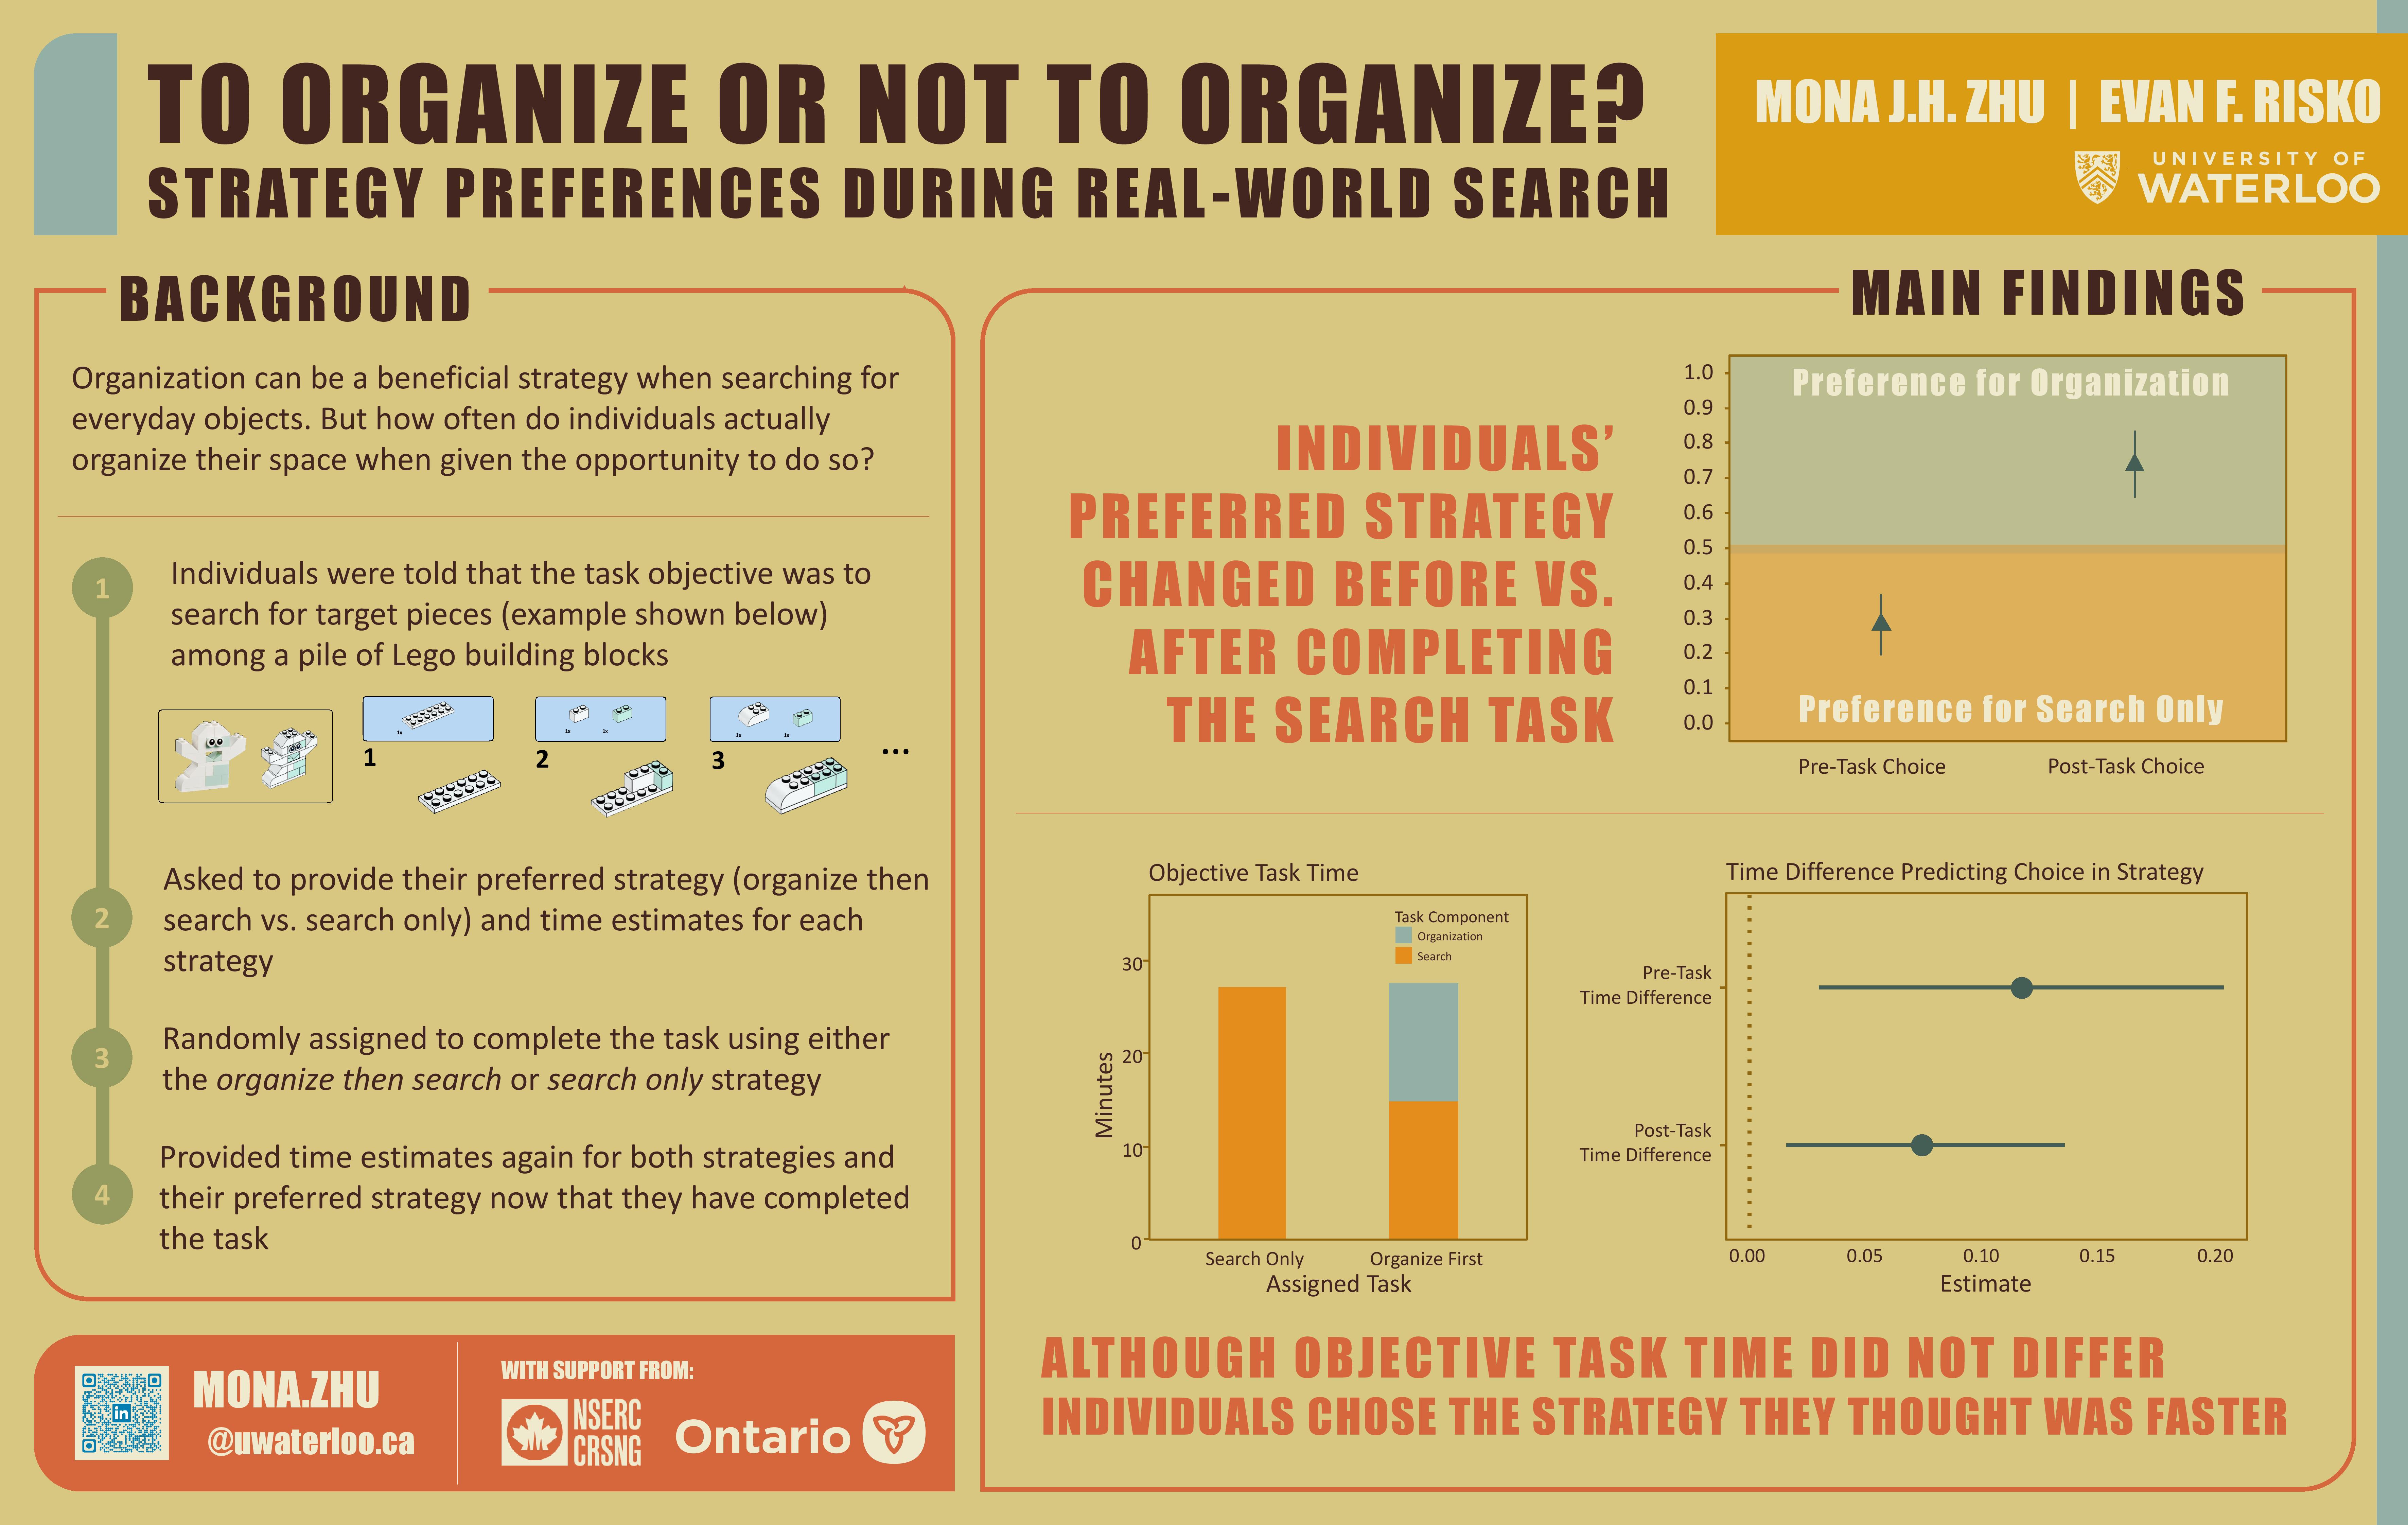 TO ORGANIZE OR NOT TO ORGANIZE?
STRATEGY PREFERENCES DURING REAL-WORLD SEARCH
MONA J.H. ZHU | EVAN F. RISKO
UNIVERSITY OF
WATERLOO
BACKGROUND
Organization can be a beneficial strategy when searching for
everyday objects. But how often do individuals actually
organize their space when given the opportunity to do so?
1
Individuals were told that the task objective was to
search for target pieces (example shown below)
among a pile of Lego building blocks
1x
1x 1x
1x 1x
1
2
3
...
2
Asked to provide their preferred strategy (organize then
search vs. search only) and time estimates for each
strategy
3
Randomly assigned to complete the task using either
the organize then search or search only strategy
4
Provided time estimates again for both strategies and
their preferred strategy now that they have completed
the task
MONA.ZHU
@uwaterloo.ca
in
WITH SUPPORT FROM:
NSERC
CRSNG
Ontario
MAIN FINDINGS
INDIVIDUALS’
PREFERRED STRATEGY
CHANGED BEFORE VS.
AFTER COMPLETING
THE SEARCH TASK
1.0
0.9
0.8
0.7
0.6
0.5
0.4
0.3
0.2
0.1
0.0
Preference for Organization
Preference for Search Only
Pre-Task Choice
Post-Task Choice
Objective Task Time
Task Component
Organization
Search
Minutes
30
20
10
0
Search Only
Organize First
Assigned Task
Time Difference Predicting Choice in Strategy
Pre-Task
Time Difference
Post-Task
Time Difference
0.00
0.05
0.10
0.15
0.20
Estimate
ALTHOUGH OBJECTIVE TASK TIME DID NOT DIFFER
INDIVIDUALS CHOSE THE STRATEGY THEY THOUGHT WAS FASTER